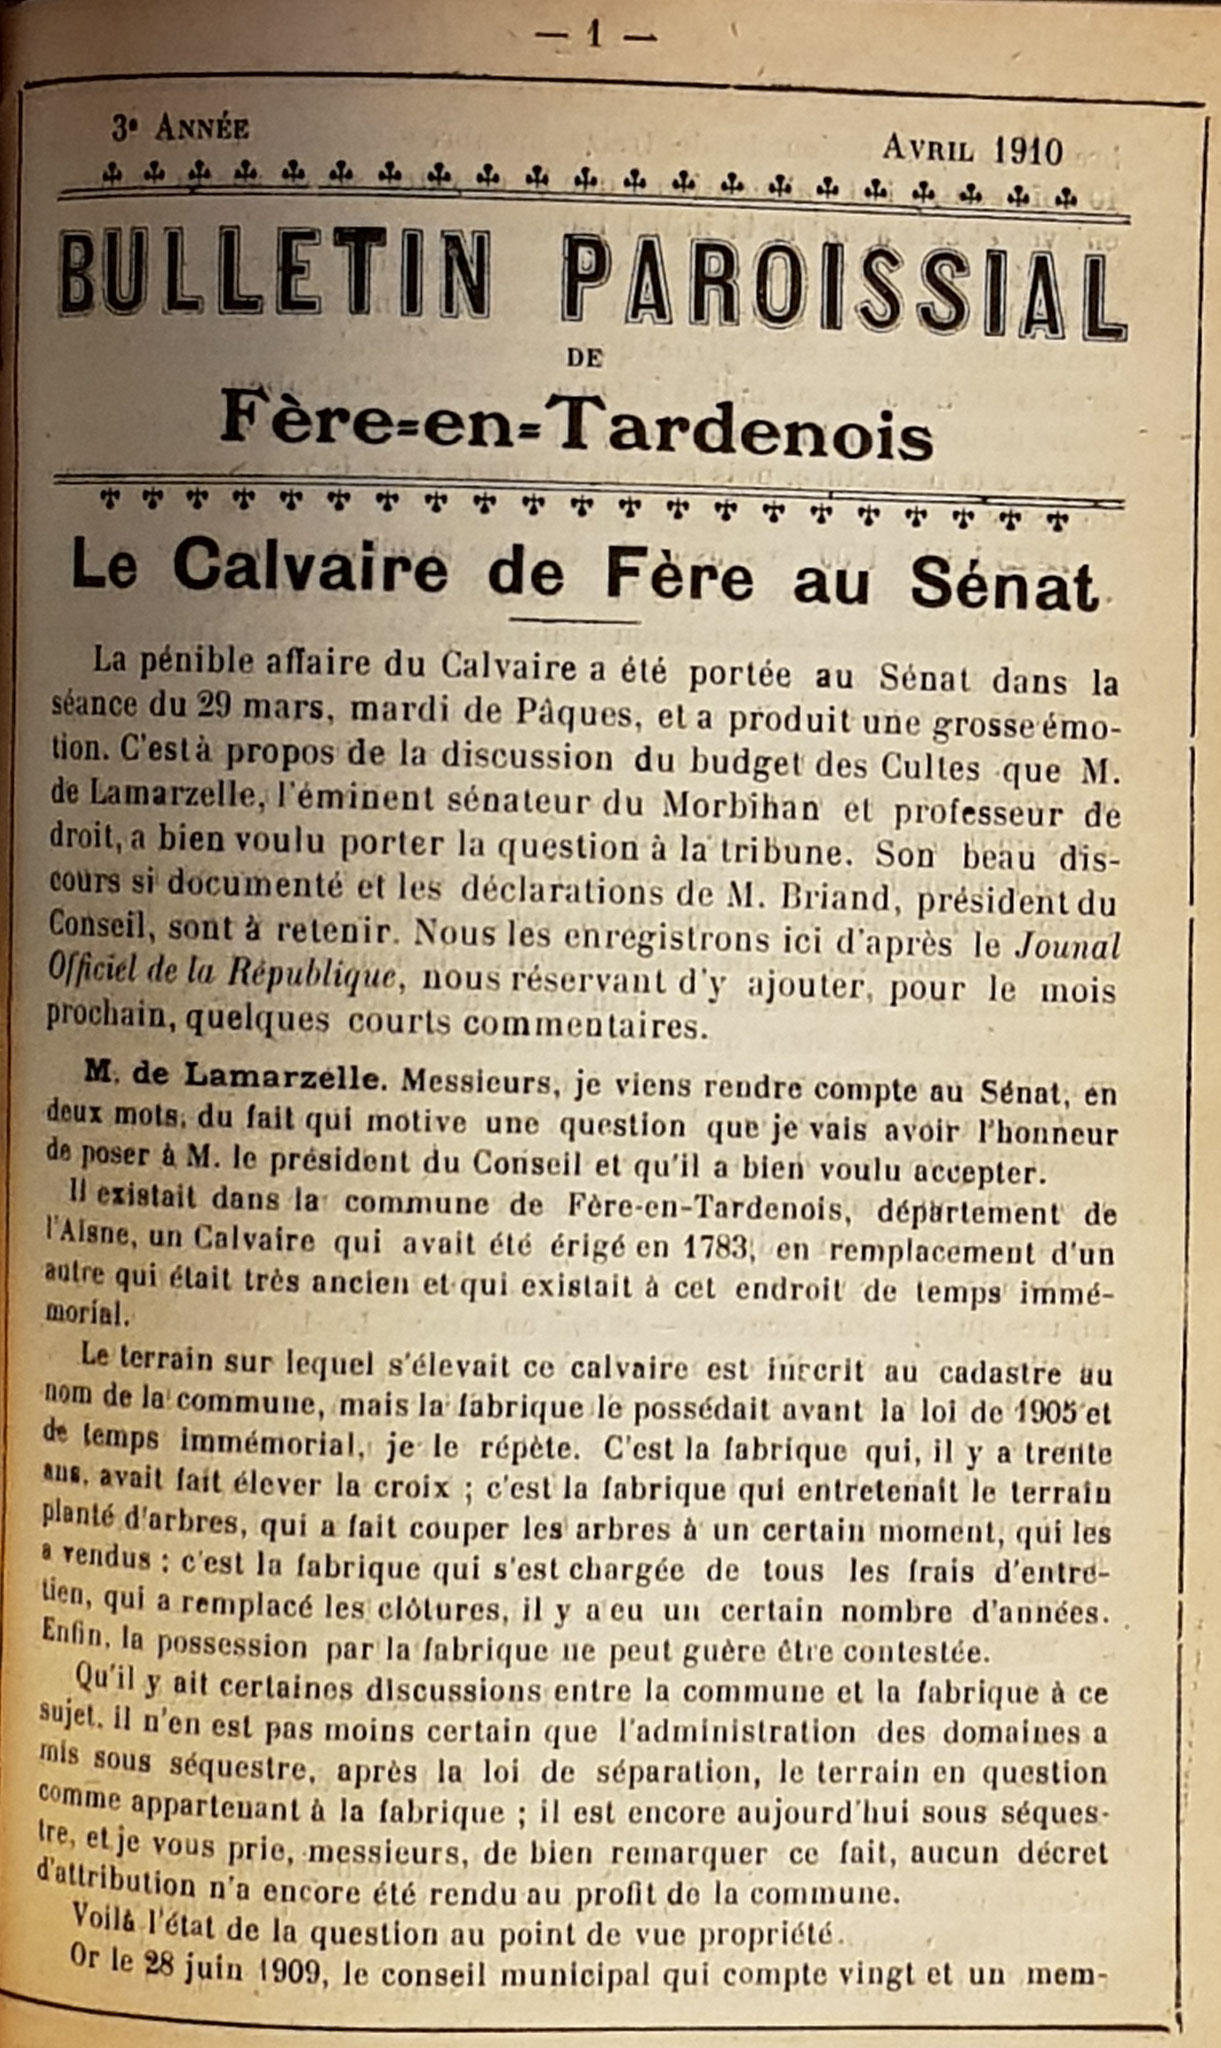 — 1 —
3e ANNÉE
AVRIL 1910
BULLETIN PAROISSIAL
DE
Fère=en=Tardenois
Le Calvaire de Fère au Sénat
La pénible affaire du Calvaire a été portée au Sénat dans la
séance du 29 mars, mardi de Pâques, et a produit une grosse émo-
tion. C'est à propos de la discussion du budget des Cultes que M.
de Lamarzelle, l'éminent sénateur du Morbihan et professeur de
droit, a bien voulu porter la question à la tribune. Son beau dis-
cours si documenté et les déclarations de M. Briand, président du
Conseil, sont à retenir. Nous les enregistrons ici d'après le Jounal
Officiel de la République, nous réservant d'y ajouter, pour le mois
prochain, quelques courts commentaires.
M. de Lamarzelle. Messieurs, je viens rendre compte au Sénat, en
deux mots, du fait qui motive une question que je vais avoir l'honneur
de poser à M. le président du Conseil et qu'il a bien voulu accepter.
Il existait dans la commune de Fère-en-Tardenois, département de
l'Aisne, un Calvaire qui avait été érigé en 1783, en remplacement d'un
autre qui était très ancien et qui existait à cet endroit de temps immé-
morial.
Le terrain sur lequel s'élevait ce calvaire est inscrit au cadastre au
nom de la commune, mais la fabrique le possédait avant la loi de 1905 et
de temps immémorial, je le répète. C'est la fabrique qui, il y a trente
ans, avait fait élever la croix ; c'est la fabrique qui entretenait le terrain
planté d'arbres, qui a fait couper les arbres à un certain moment, qui les
a vendus ; c'est la fabrique qui s'est chargée de tous les frais d'entre-
tien, qui a remplacé les clôtures, il y a eu un certain nombre d'années.
Enfin, la possession par la fabrique ne peut guère être contestée.
Qu'il y ait certaines discussions entre la commune et la fabrique à ce
sujet, il n'en est pas moins certain que l'administration des domaines a
mis sous séquestre, après la loi de séparation, le terrain en question
comme appartenant à la fabrique ; il est encore aujourd'hui sous séques-
tre, et je vous prie, messieurs, de bien remarquer ce fait, aucun décret
d'attribution n'a encore été rendu au profit de la commune.
Voilà l'état de la question au point de vue propriété.
Or le 28 juin 1909, le conseil municipal qui compte vingt et un mem-